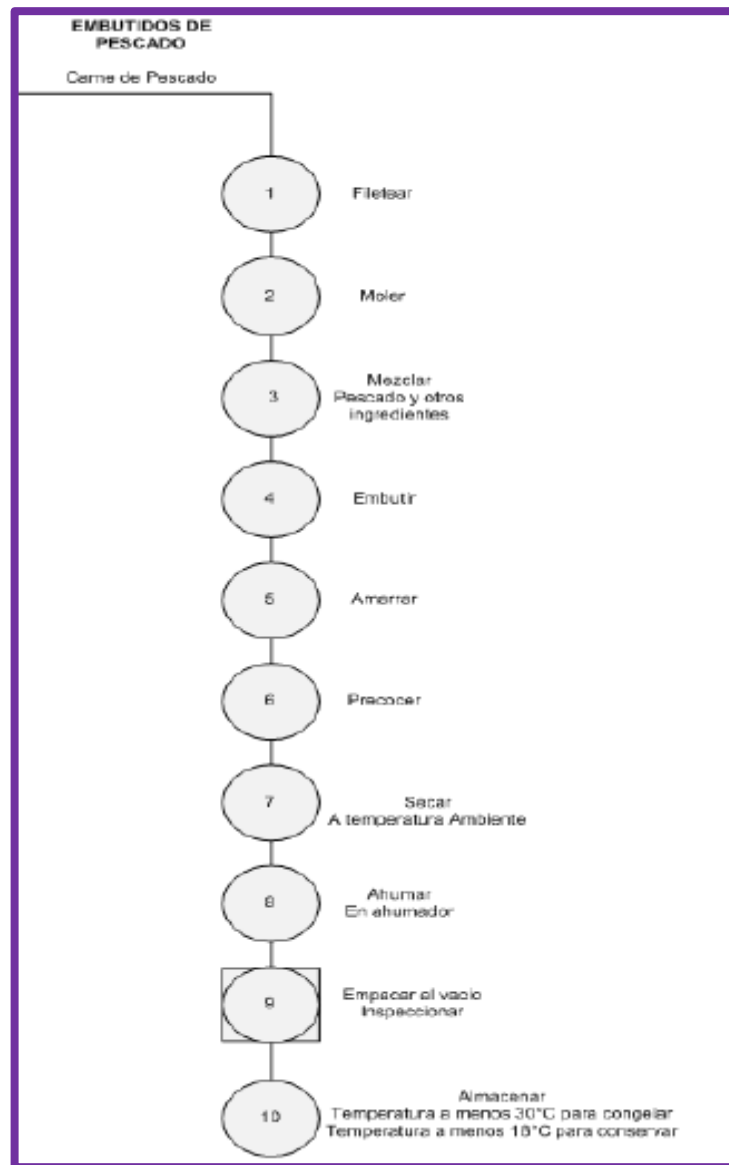 EMBUTIDOS DE
PESCADO
Carne de Pescado
1
Filetear
2
Moler
3
Mezclar
Pescado y otros
ingredientes
4
Embutir
5
Amarrar
6
Precocer
7
Secar
A temperatura Ambiente
8
Ahumar
En ahumador
9
Empacar al vacio
Inspeccionar
10
Almacenar
Temperatura a menos 30°C para congelar
Temperatura a menos 18°C para conservar